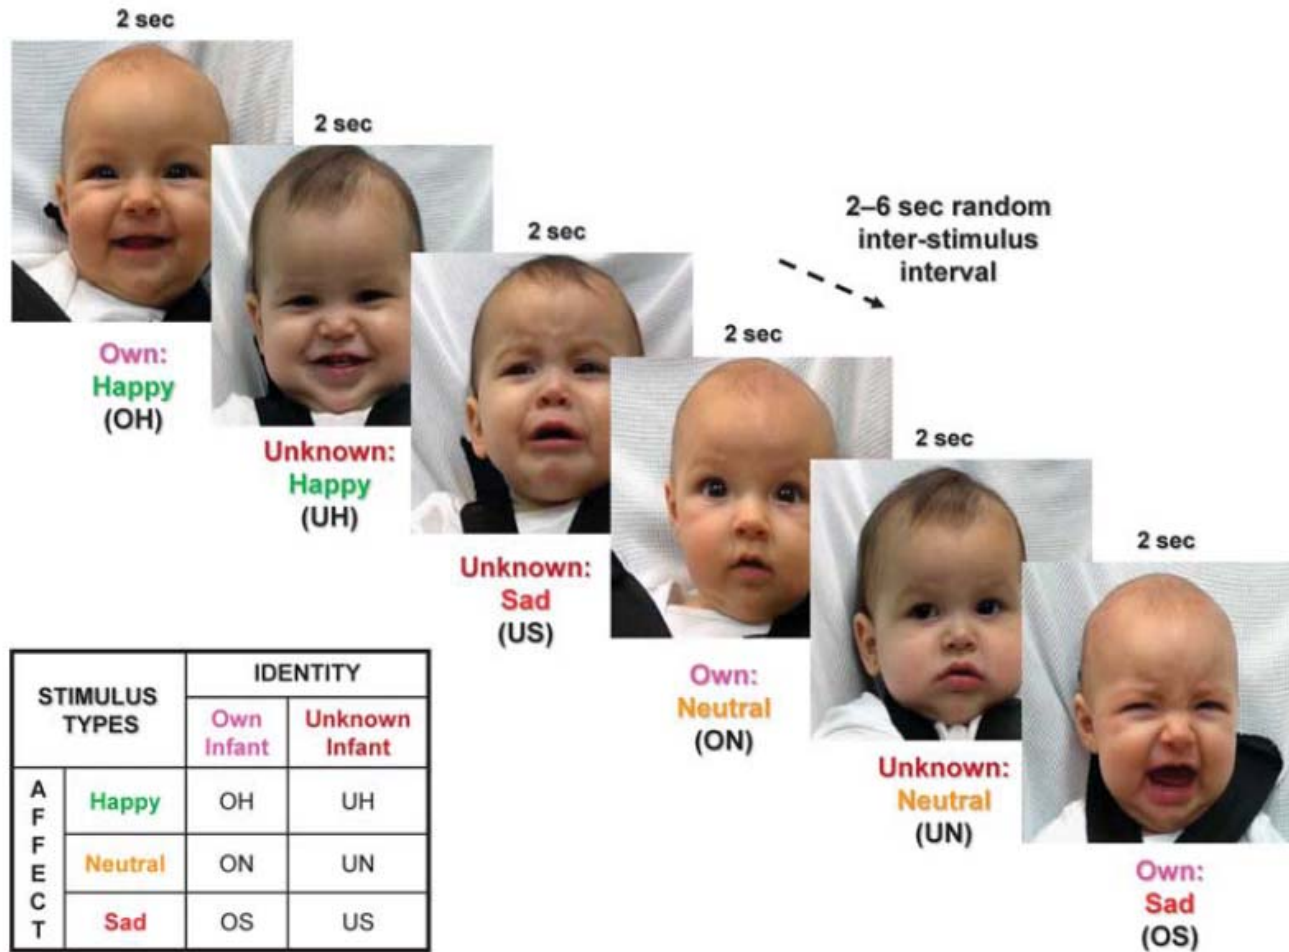 2 sec
2 sec
2 sec
2 sec
2 sec
2 sec
2–6 sec random
inter-stimulus
interval
Own:
Happy
(OH)
Unknown:
Happy
(UH)
Unknown:
Sad
(US)
Own:
Neutral
(ON)
Unknown:
Neutral
(UN)
Own:
Sad
(OS)
STIMULUS
TYPES
IDENTITY
Own
Infant
Unknown
Infant
AFFECT
Happy
OH
UH
Neutral
ON
UN
Sad
OS
US